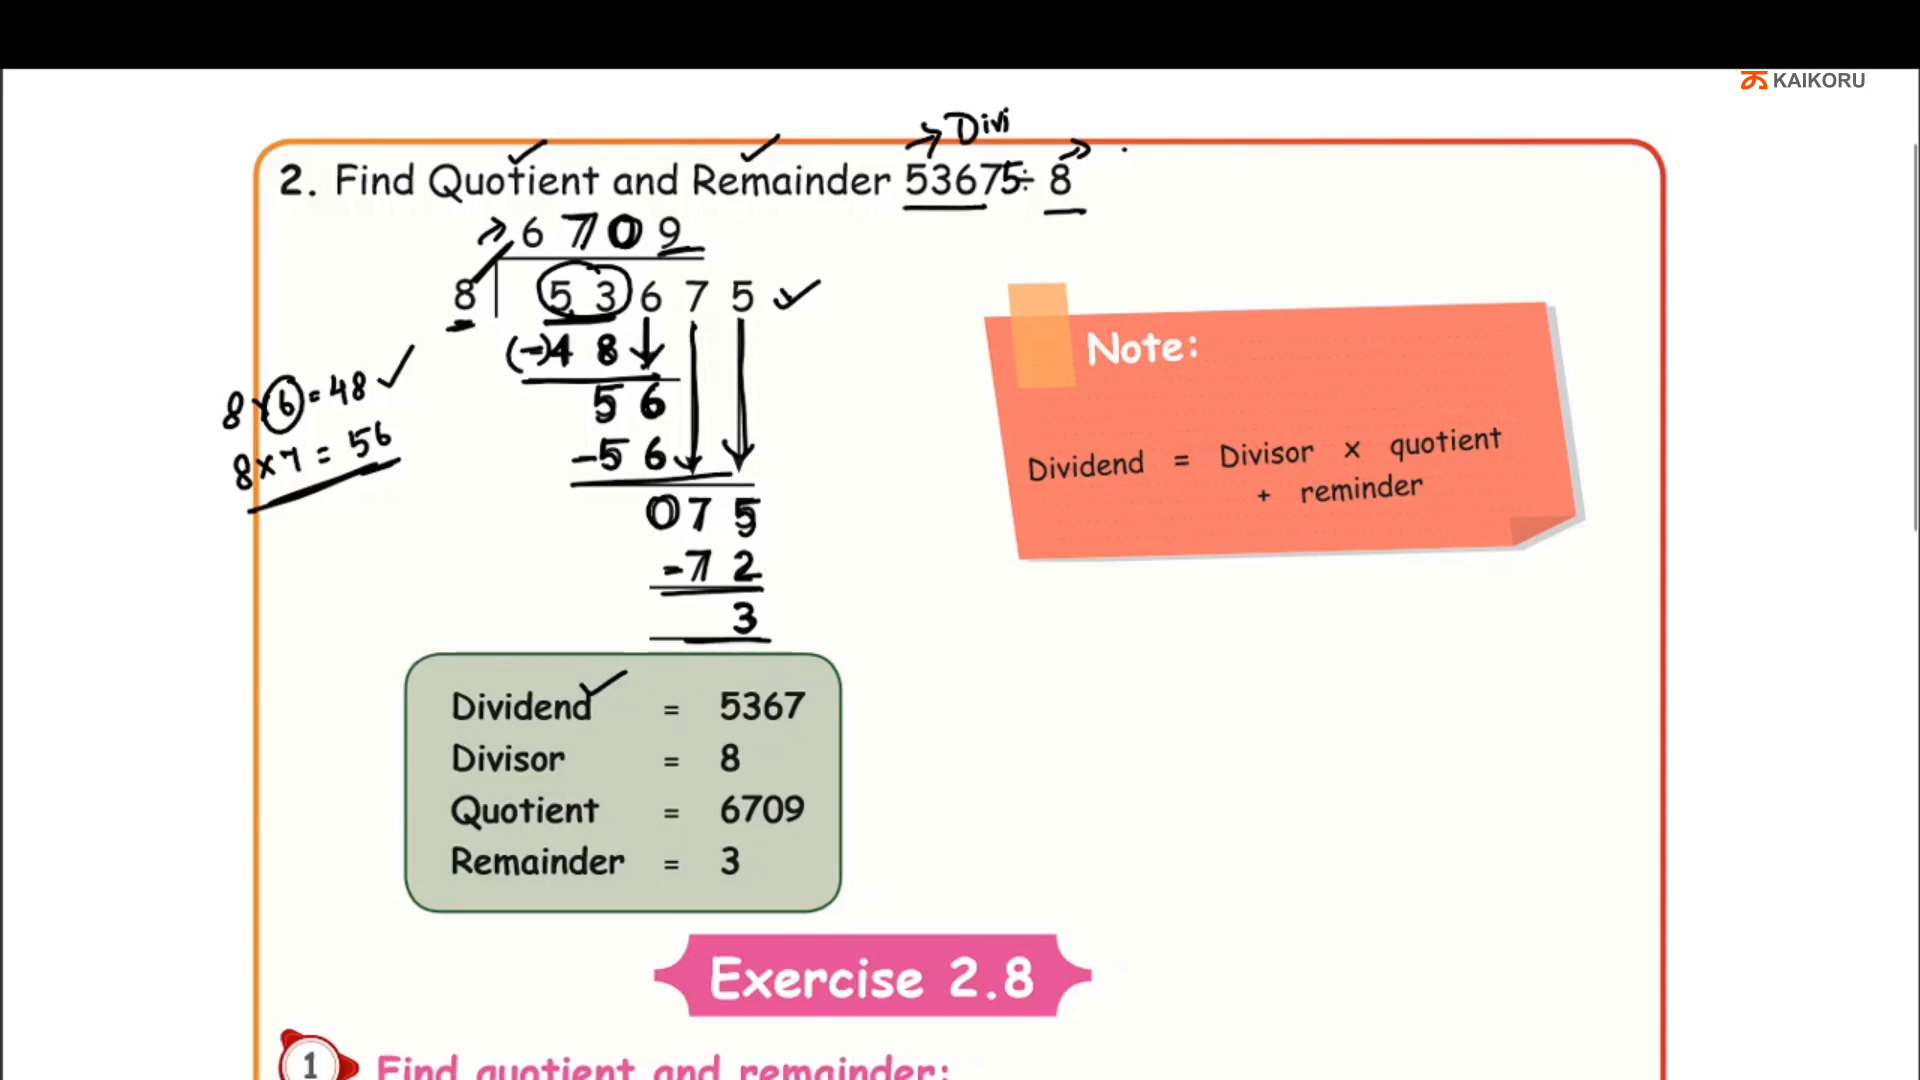 KAIKORU
Divi
2. Find Quotient and Remainder 53675 ÷ 8
6 7 0 9
8 5 3 6 7 5
(-) 4 8
8 × 6 = 48
5 6
8 × 7 = 56
- 5 6
0 7 5
- 7 2
3
Note:
Dividend = Divisor x quotient
+ reminder
Dividend = 5367
Divisor = 8
Quotient = 6709
Remainder = 3
Exercise 2.8
1 Find quotient and remainder: